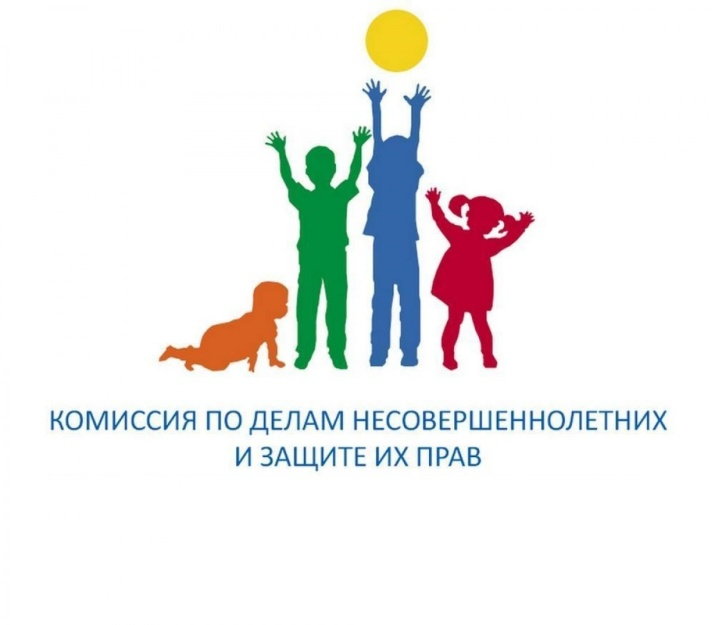 КОМИССИЯ ПО ДЕЛАМ НЕСОВЕРШЕННОЛЕТНИХ
И ЗАЩИТЕ ИХ ПРАВ